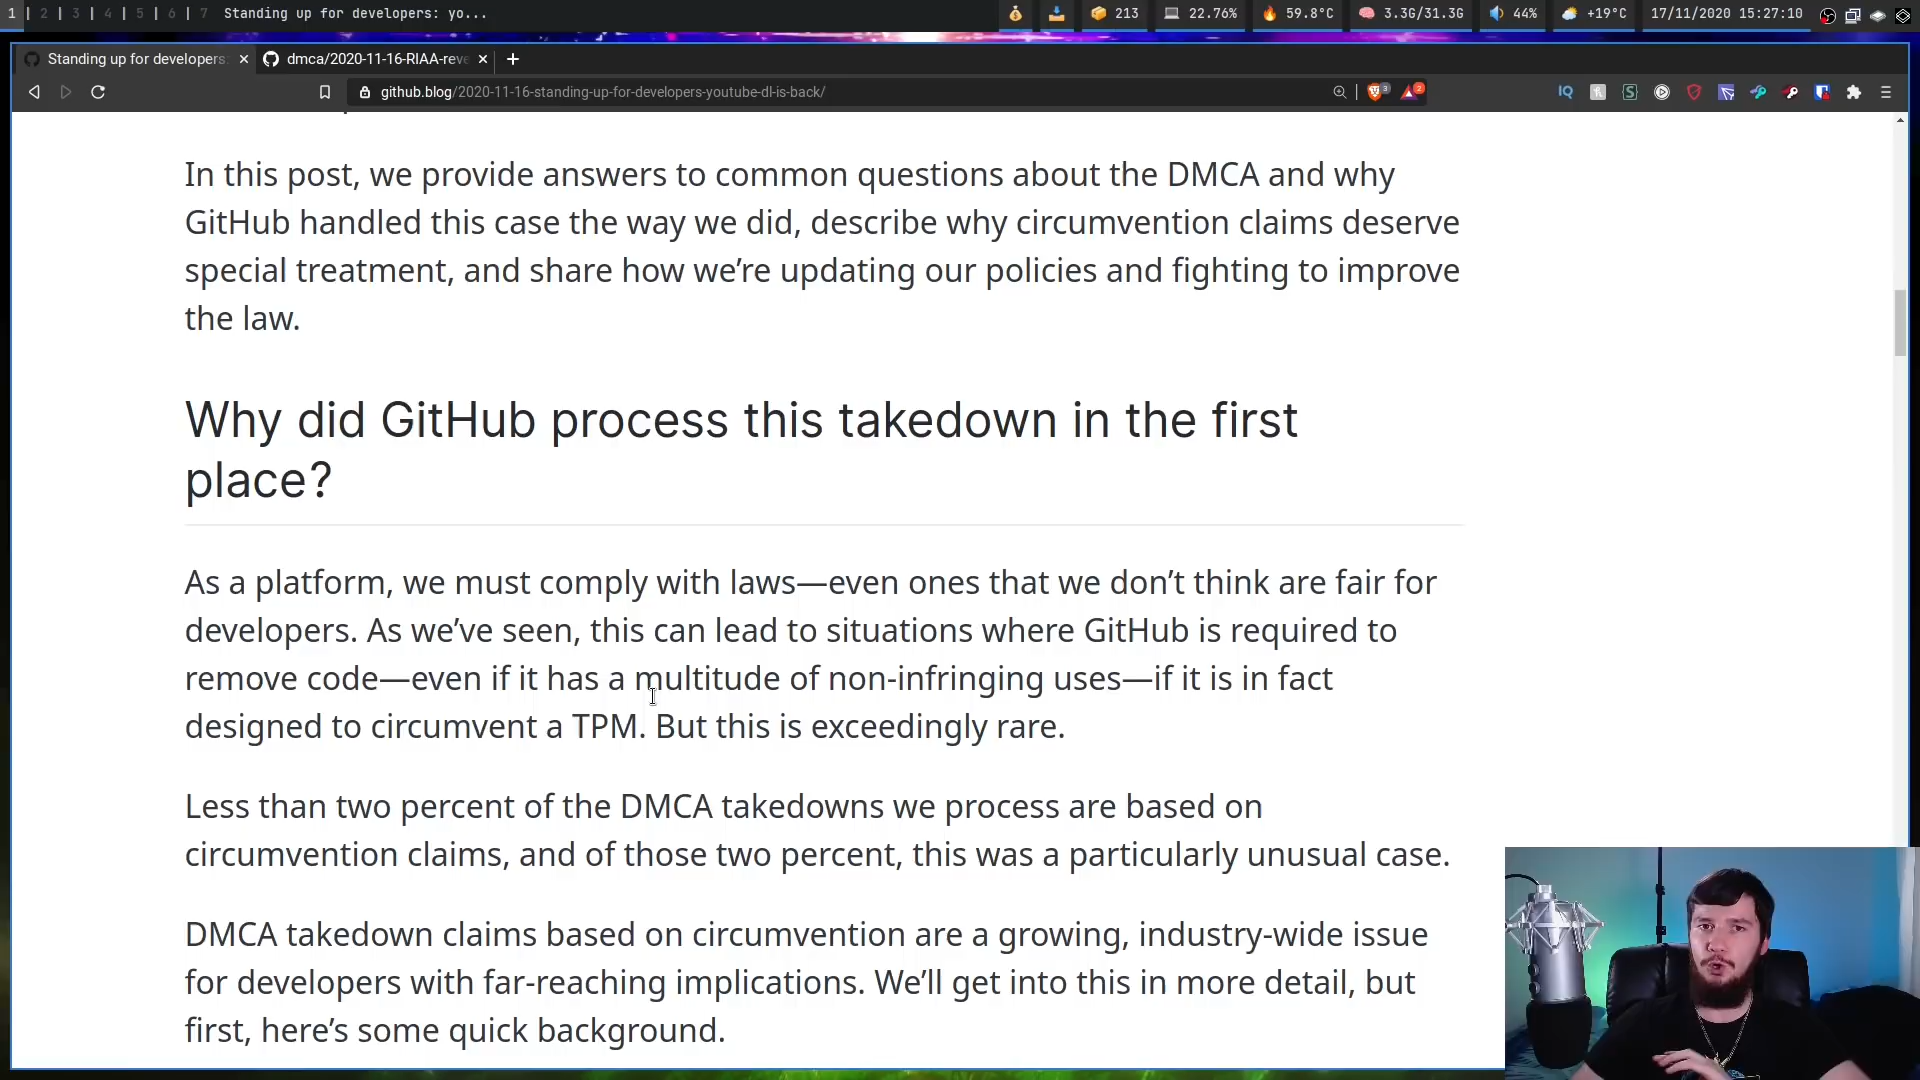 1 | 2 | 3 | 4 | 5 | 6 | 7 Standing up for developers: yo...
213 22.76% 59.8°C 3.3G/31.3G 44% +19°C 17/11/2020 15:27:10
Standing up for developers: dmca/2020-11-16-RIAA-reve
github.blog/2020-11-16-standing-up-for-developers-youtube-dl-is-back/ 3 2 IQ S
In this post, we provide answers to common questions about the DMCA and why
GitHub handled this case the way we did, describe why circumvention claims deserve
special treatment, and share how we’re updating our policies and fighting to improve
the law.
Why did GitHub process this takedown in the first
place?
As a platform, we must comply with laws—even ones that we don’t think are fair for
developers. As we’ve seen, this can lead to situations where GitHub is required to
remove code—even if it has a multitude of non-infringing uses—if it is in fact
designed to circumvent a TPM. But this is exceedingly rare.
Less than two percent of the DMCA takedowns we process are based on
circumvention claims, and of those two percent, this was a particularly unusual case.
DMCA takedown claims based on circumvention are a growing, industry-wide issue
for developers with far-reaching implications. We’ll get into this in more detail, but
first, here’s some quick background.